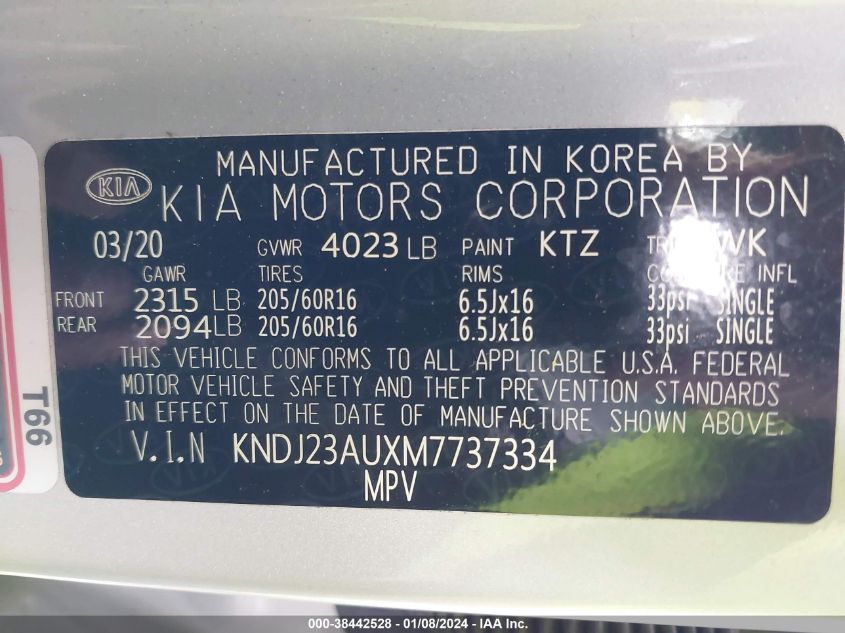 MANUFACTURED IN KOREA BY
KIA KIA MOTORS CORPORATION
03/20 GVWR 4023 LB PAINT KTZ
GAWR TIRES RIMS INFL
FRONT 2315 LB 205/60R16 6.5Jx16 33psi SINGLE
REAR 2094 LB 205/60R16 6.5Jx16 33psi SINGLE
THIS VEHICLE CONFORMS TO ALL APPLICABLE U.S.A. FEDERAL
MOTOR VEHICLE SAFETY AND THEFT PREVENTION STANDARDS
IN EFFECT ON THE DATE OF MANUFACTURE SHOWN ABOVE.
V.I.N KNDJ23AUXM7737334
MPV
T66
000-38442528 - 01/08/2024 - IAA Inc.